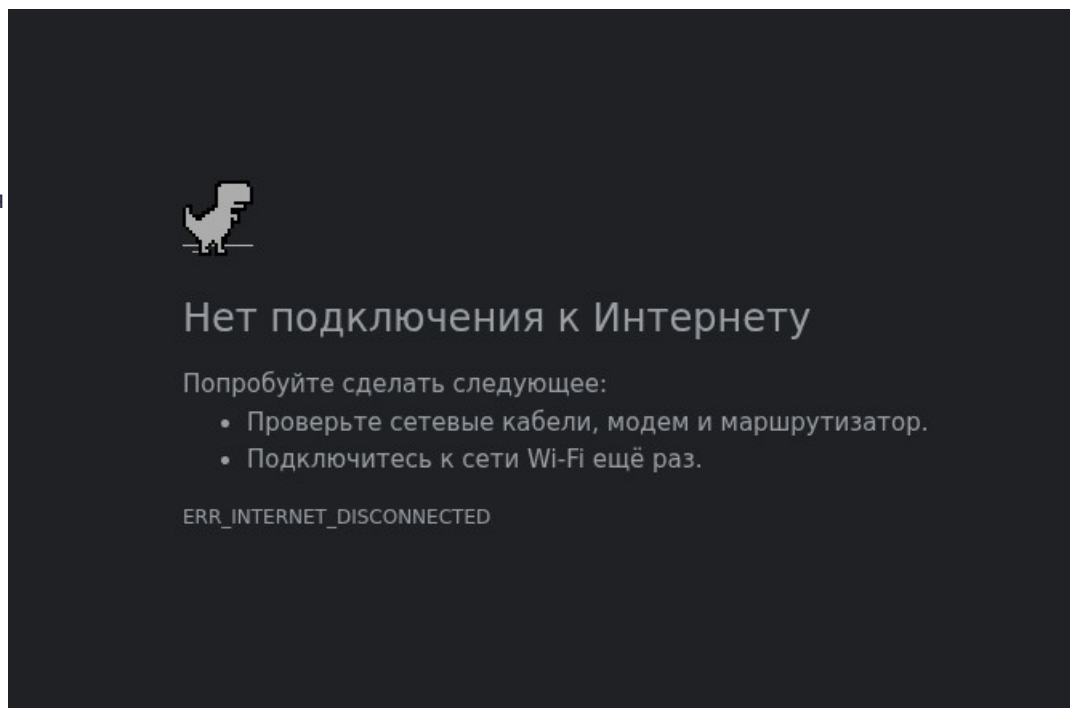 Нет подключения к Интернету
Попробуйте сделать следующее:
• Проверьте сетевые кабели, модем и маршрутизатор.
• Подключитесь к сети Wi-Fi ещё раз.
ERR_INTERNET_DISCONNECTED